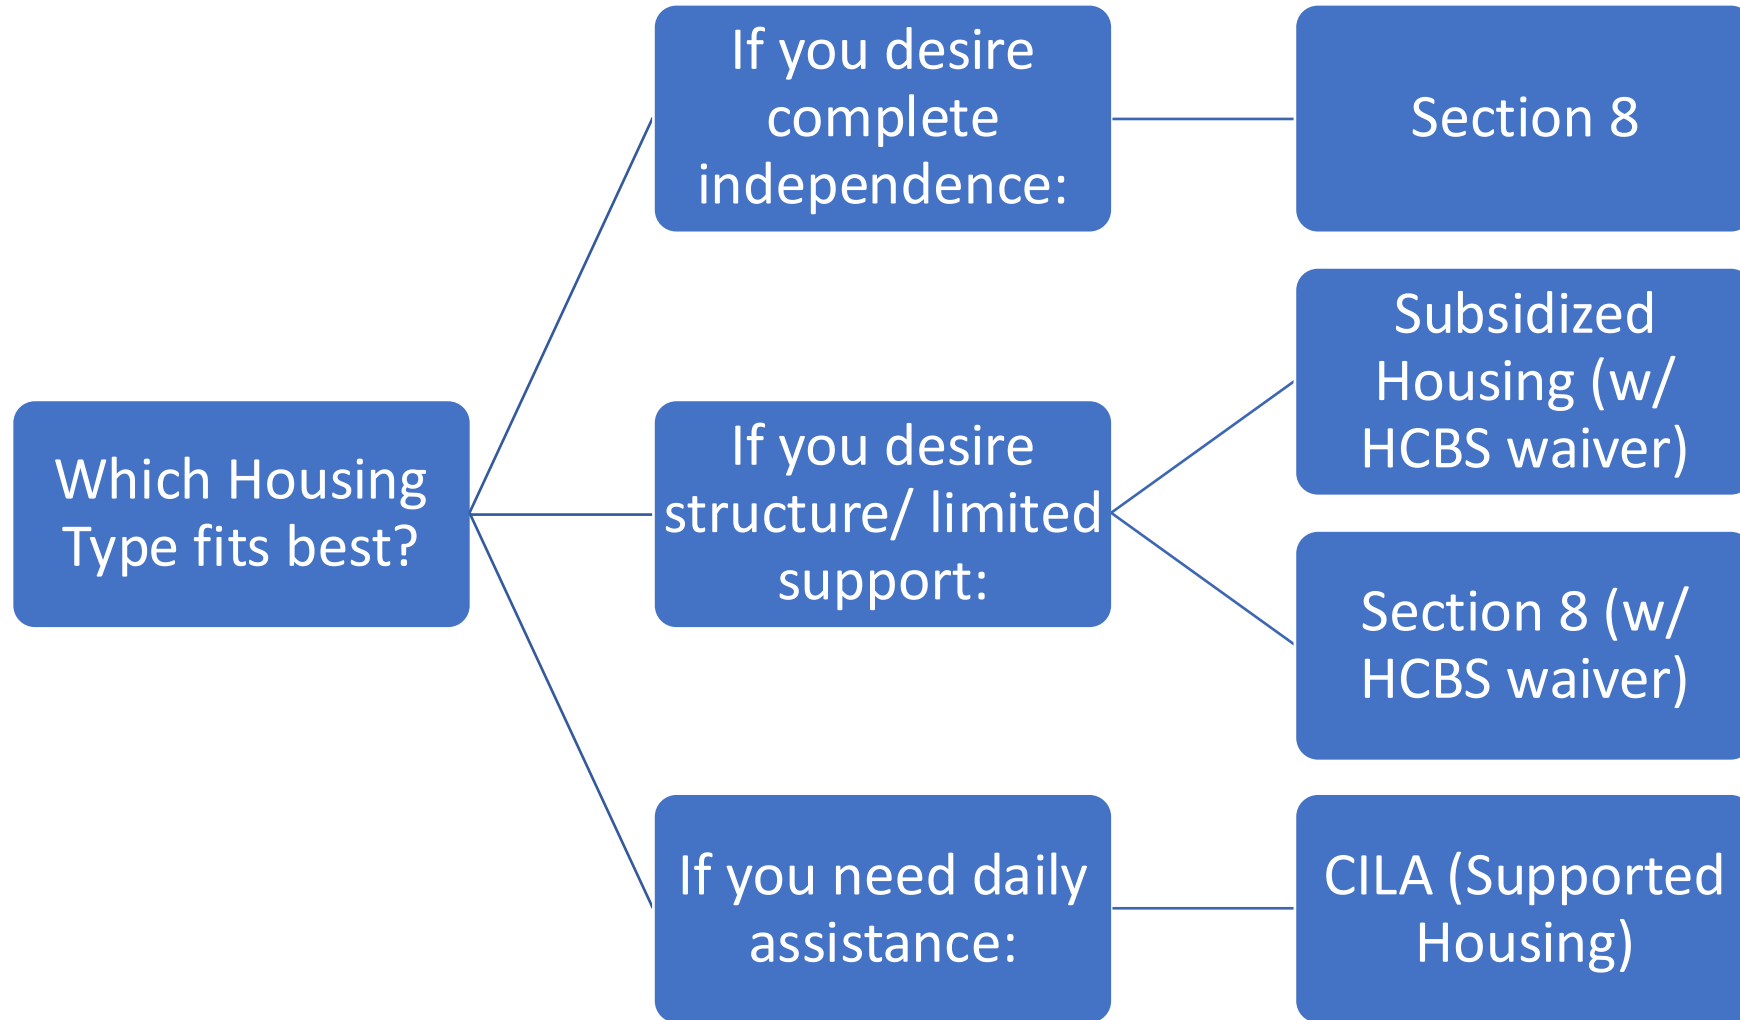 Which Housing
Type fits best?
If you desire
complete
independence:
Section 8
If you desire
structure/ limited
support:
Subsidized
Housing (w/
HCBS waiver)
Section 8 (w/
HCBS waiver)
If you need daily
assistance:
CILA (Supported
Housing)